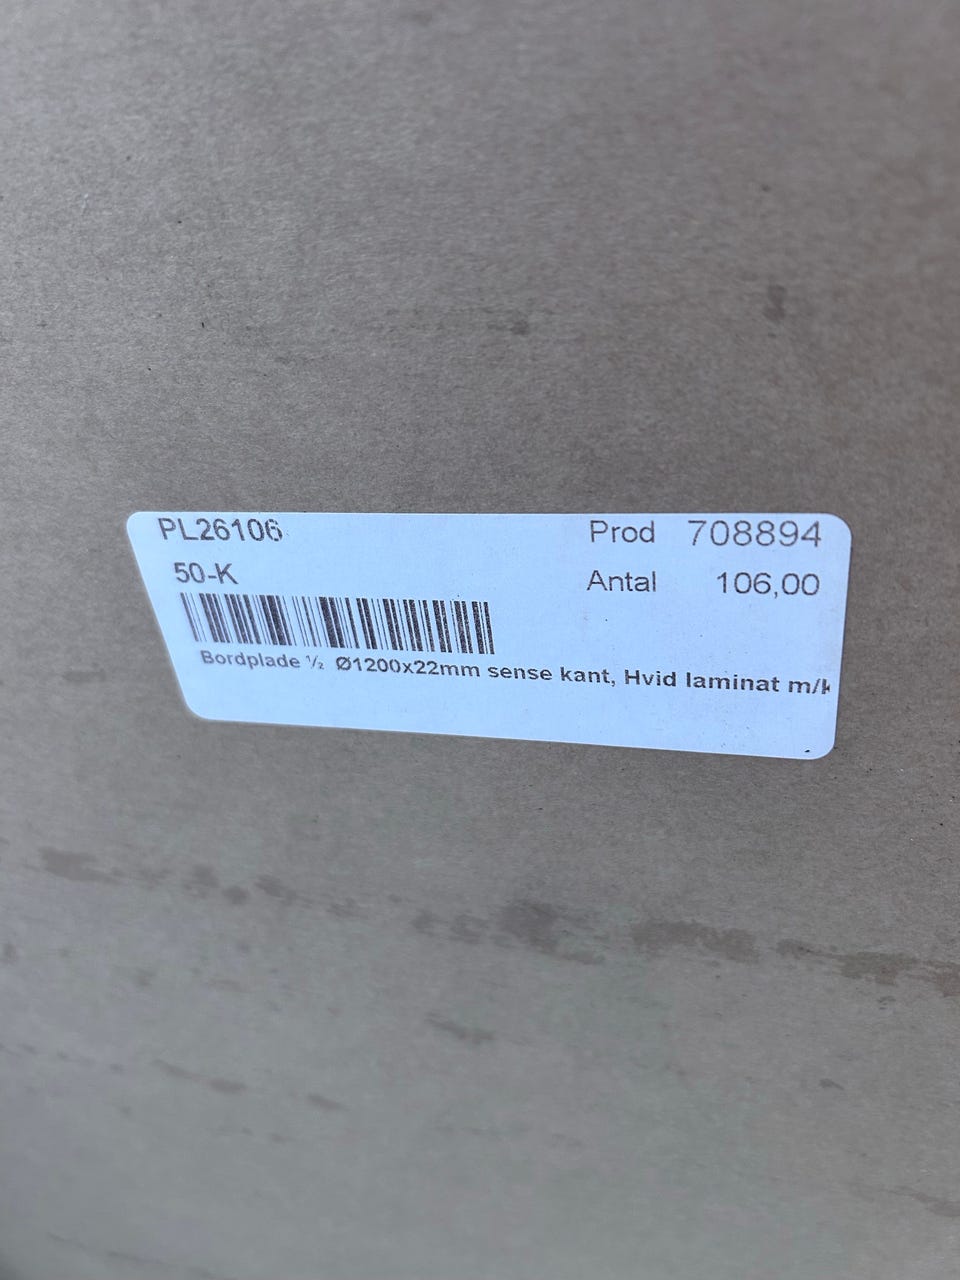 PL26106
Prod 708894
50-K
Antal 106,00
Bordplade ½ Ø1200x22mm sense kant, Hvid laminat